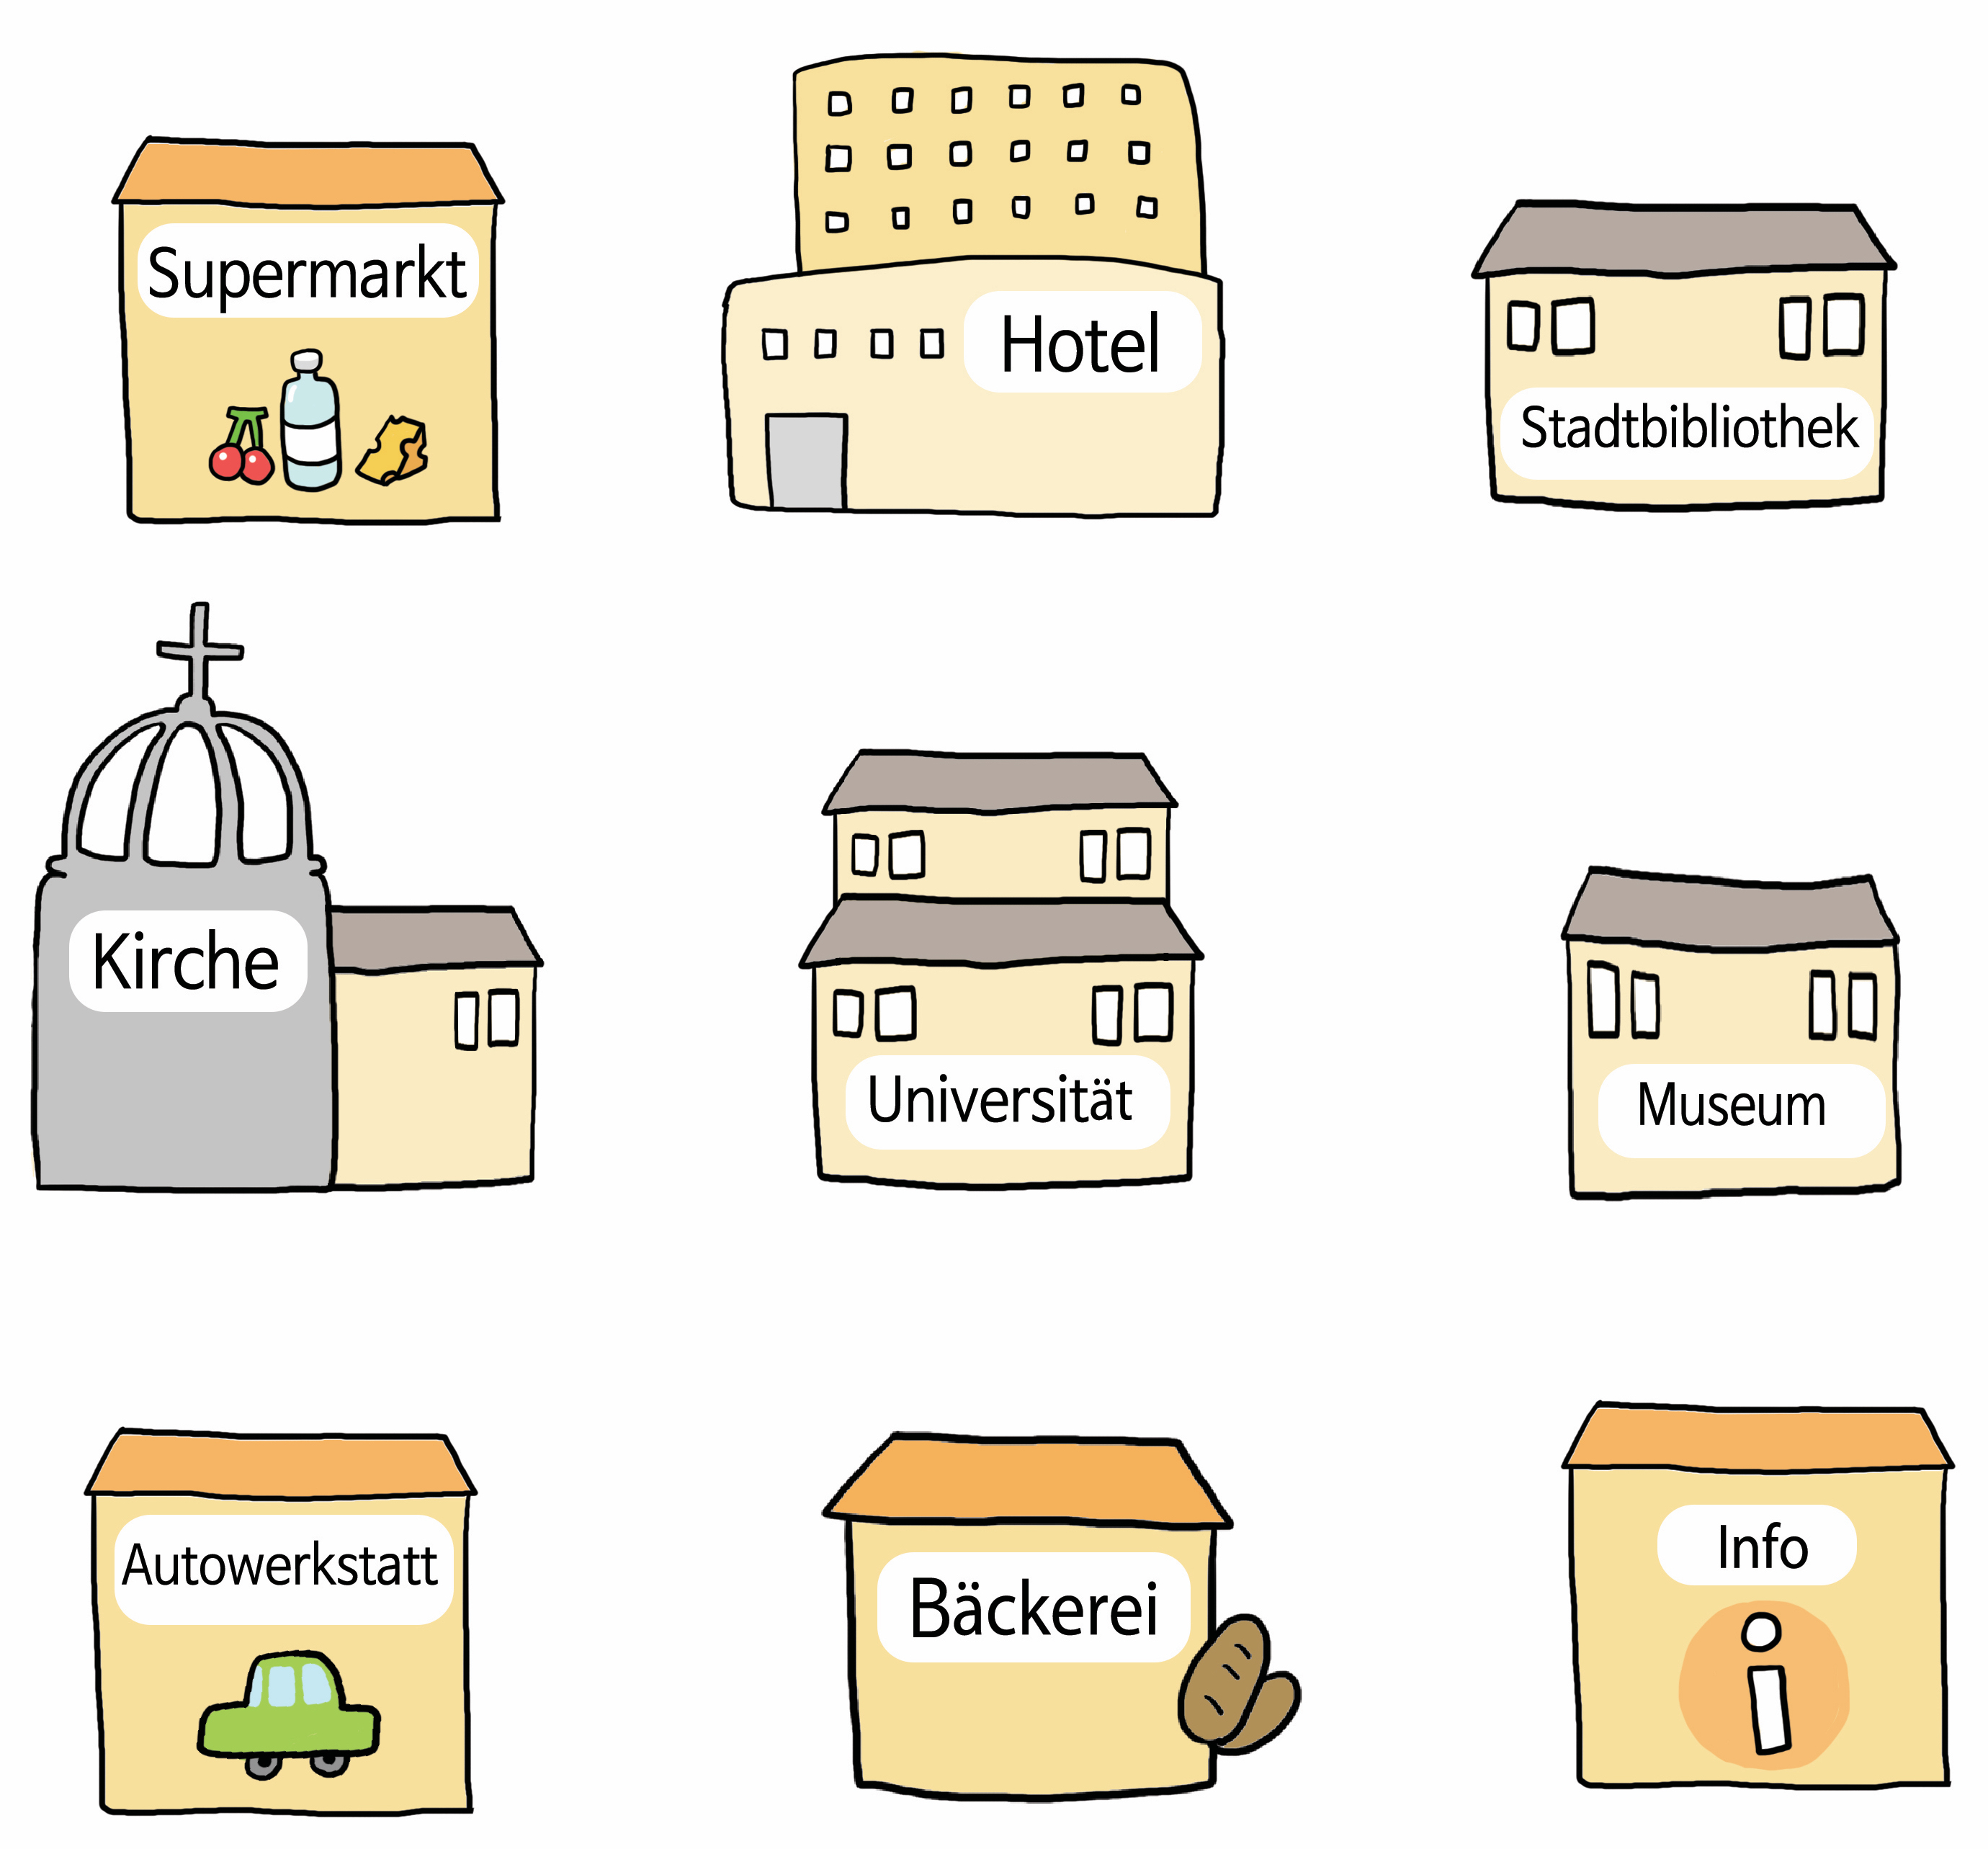 Supermarkt
Hotel
Stadtbibliothek
Kirche
Universität
Museum
Autowerkstatt
Bäckerei
Info
i